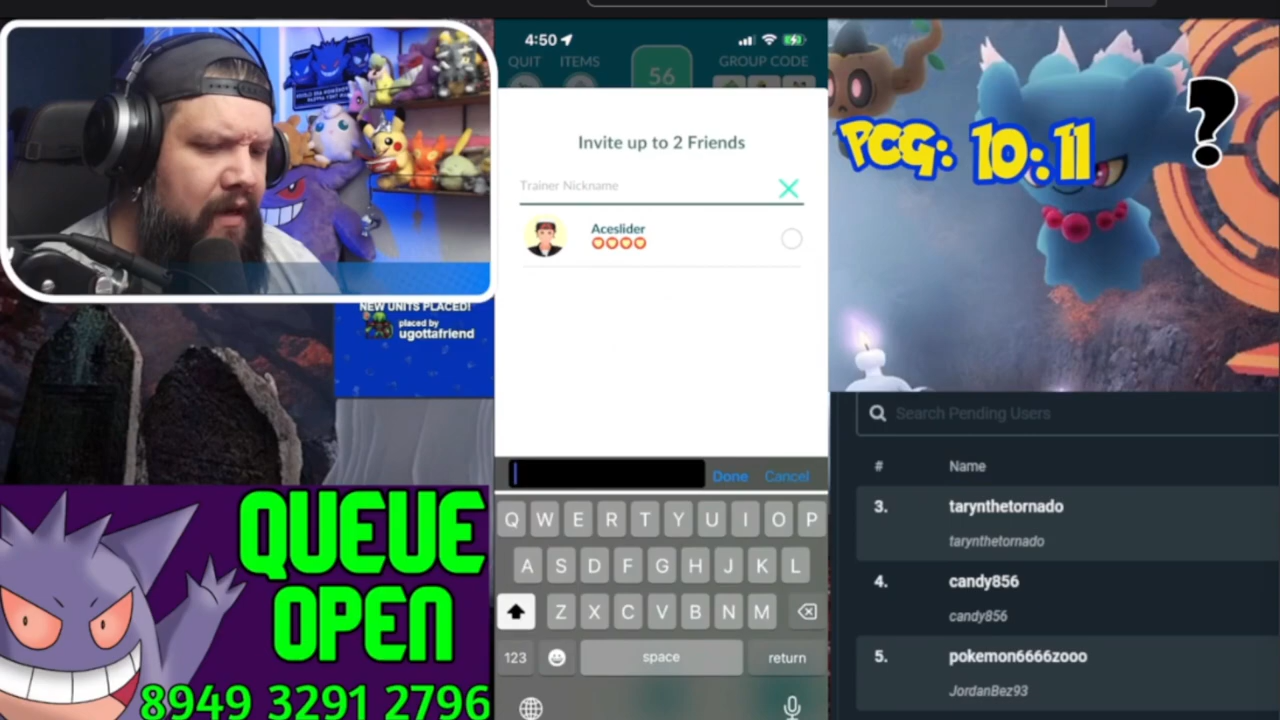 4:50
QUIT
ITEMS
56
GROUP CODE
Invite up to 2 Friends
Trainer Nickname
Aceslider
Done
Cancel
Q W E R T Y U I O P
A S D F G H J K L
Z X C V B N M
123
space
return
PCG: 10:11
?
NEW UNITS PLACED!
placed by
ugottafriend
QUEUE
OPEN
8949 3291 2796
Search Pending Users
#
Name
3.
tarynthetornado
tarynthetornado
4.
candy856
candy856
5.
pokemon6666zooo
JordanBez93